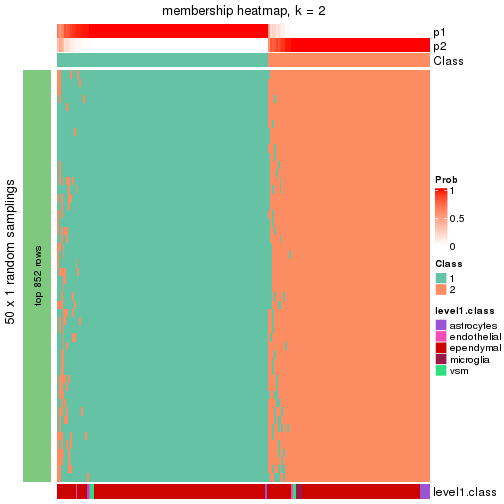 membership heatmap, k = 2
p1
p2
Class
50 x 1 random samplings
top 852 rows
Prob
1
0.5
0
Class
1
2
level1.class
astrocytes
endothelial
ependymal
microglia
vsm
level1.class